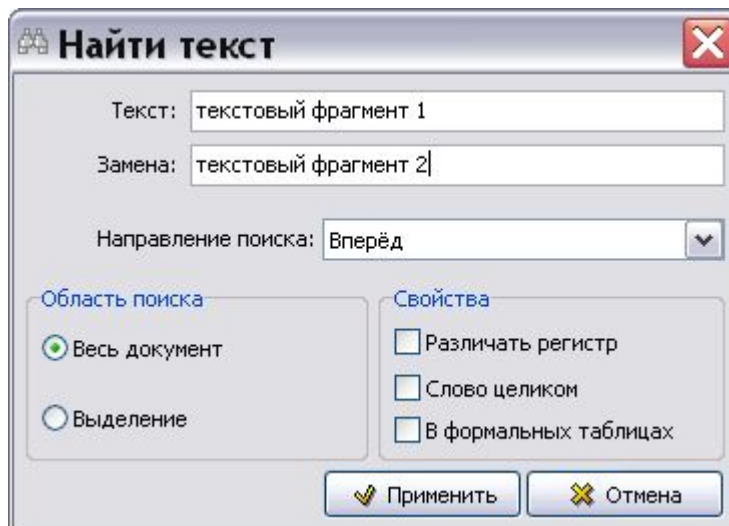 Найти текст
Текст: текстовый фрагмент 1
Замена: текстовый фрагмент 2
Направление поиска: Вперёд
Область поиска
Весь документ
Выделение
Свойства
Различать регистр
Слово целиком
В формальных таблицах
Применить
Отмена